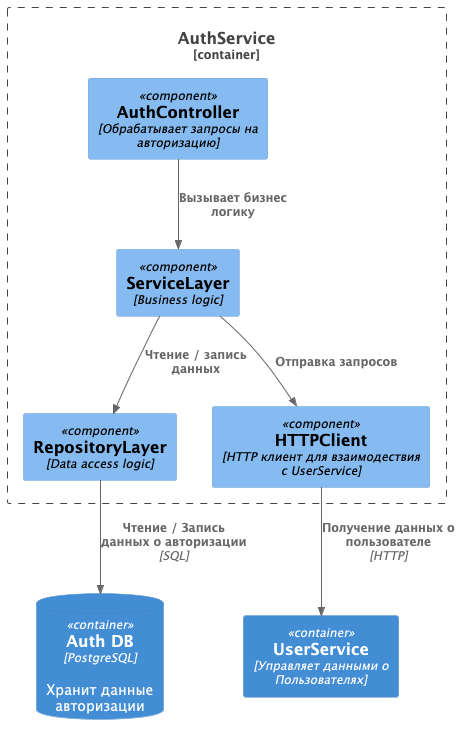 AuthService
[container]
«component»
AuthController
[Обрабатывает запросы на
авторизацию]
Вызывает бизнес
логику
«component»
ServiceLayer
[Business logic]
Чтение / запись
данных
Отправка запросов
«component»
RepositoryLayer
[Data access logic]
«component»
HTTPClient
[HTTP клиент для взаимодествия
с UserService]
Чтение / Запись
данных о авторизации
[SQL]
Получение данных о
пользователе
[HTTP]
«container»
Auth DB
[PostgreSQL]
Хранит данные
авторизации
«container»
UserService
[Управляет данными о
Пользователях]